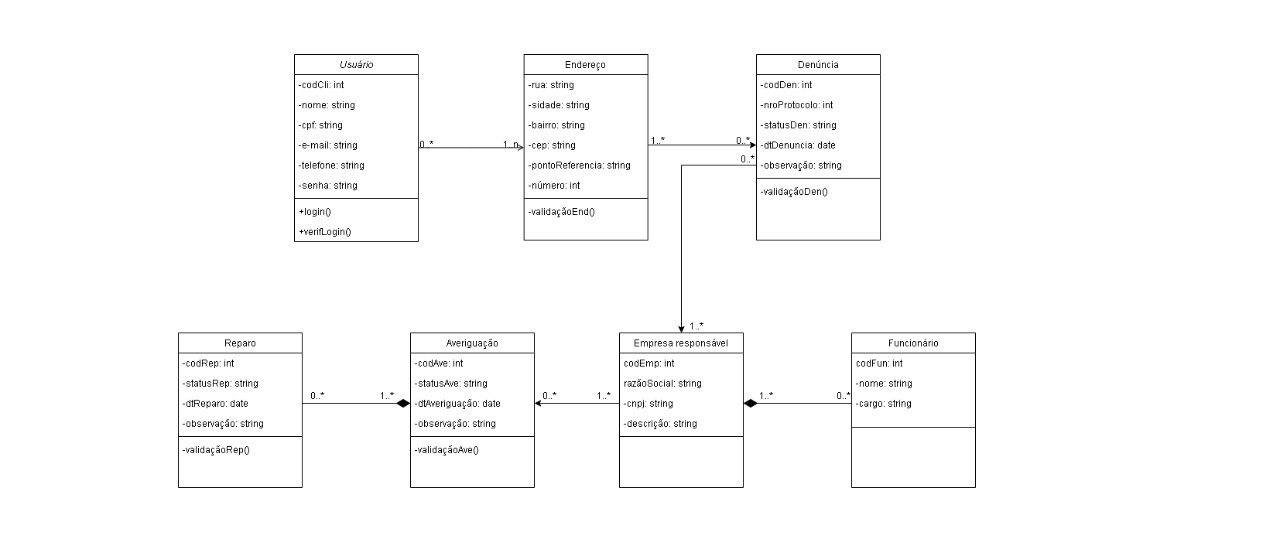 Usuário
-codCli: int
-nome: string
-cpf: string
-e-mail: string
-telefone: string
-senha: string
+login()
+verifLogin()
0..*
1..n
Endereço
-rua: string
-sidade: string
-bairro: string
-cep: string
-pontoReferencia: string
-número: int
-validaçãoEnd()
1..*
0..*
0..*
Denúncia
-codDen: int
-nroProtocolo: int
-statusDen: string
-dtDenuncia: date
-observação: string
-validaçãoDen()
1..*
Reparo
-codRep: int
-statusRep: string
-dtReparo: date
-observação: string
-validaçãoRep()
0..*
1..*
Averiguação
-codAve: int
-statusAve: string
-dtAveriguação: date
-observação: string
-validaçãoAve()
0..*
1..*
Empresa responsável
codEmp: int
razãoSocial: string
-cnpj: string
-descrição: string
1..*
0..*
Funcionário
codFun: int
-nome: string
-cargo: string